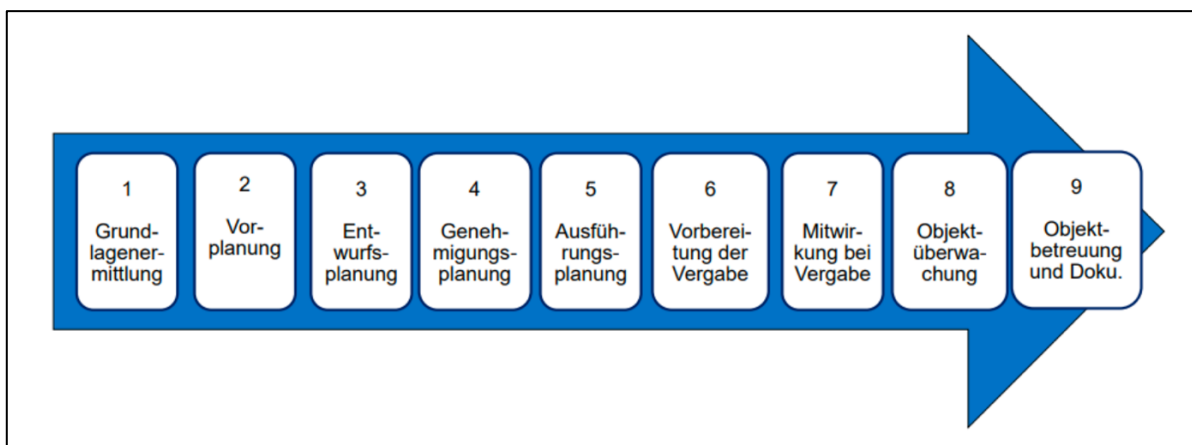 1
Grund-
lagener-
mittlung
2
Vor-
planung
3
Ent-
wurfs-
planung
4
Geneh-
migungs-
planung
5
Ausfüh-
rungs-
planung
6
Vorberei-
tung der
Vergabe
7
Mitwir-
kung bei
Vergabe
8
Objekt-
überwa-
chung
9
Objekt-
betreuung
und Doku.